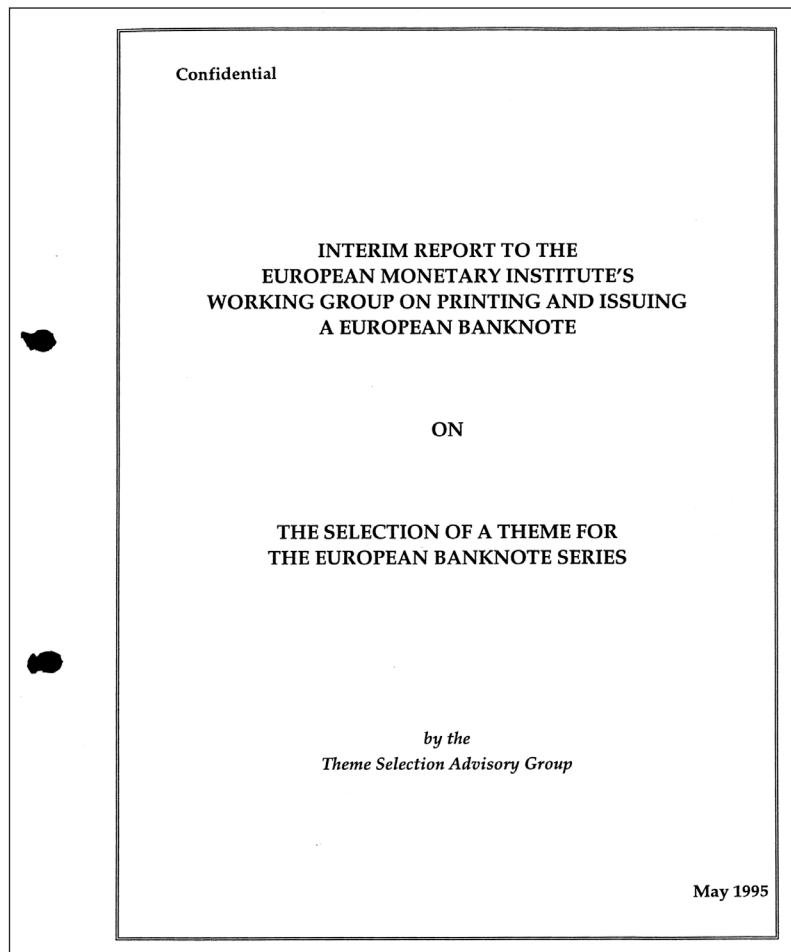 Confidential
INTERIM REPORT TO THE
EUROPEAN MONETARY INSTITUTE'S
WORKING GROUP ON PRINTING AND ISSUING
A EUROPEAN BANKNOTE
ON
THE SELECTION OF A THEME FOR
THE EUROPEAN BANKNOTE SERIES
by the
Theme Selection Advisory Group
May 1995